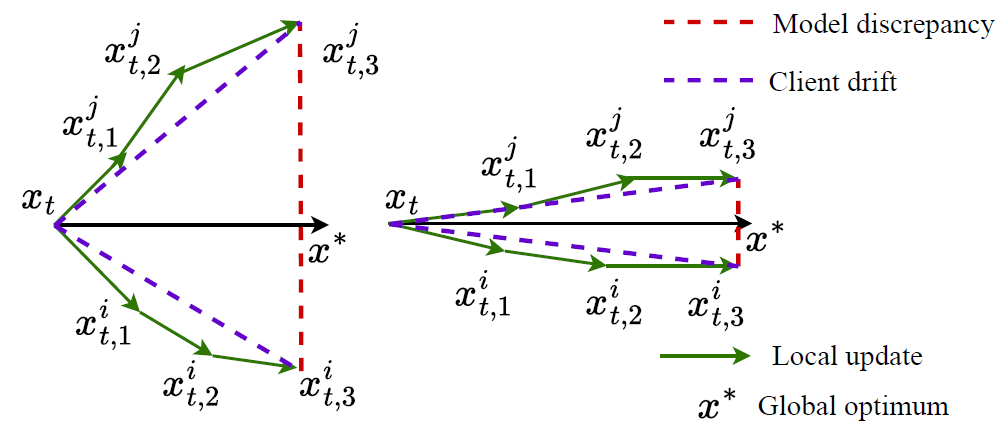 x_{t,2}^{j}
x_{t,3}^{j}
x_{t,1}^{j}
x_t
x^*
x_{t,1}^{i}
x_{t,2}^{i}
x_{t,3}^{i}
x_t
x_{t,1}^{j}
x_{t,2}^{j}
x_{t,3}^{j}
x^*
x_{t,1}^{i}
x_{t,2}^{i}
x_{t,3}^{i}
Model discrepancy
Client drift
Local update
x^* Global optimum